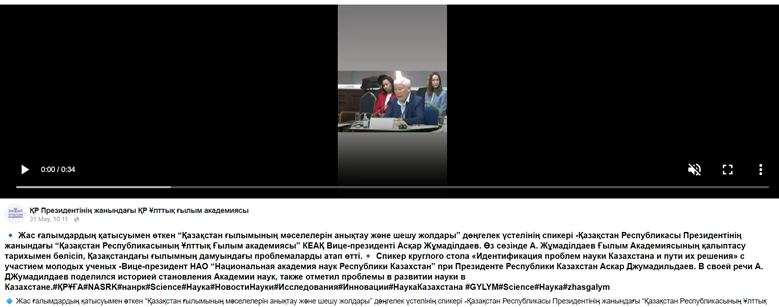 0:00 / 0:34
ҚР Президентінің жанындағы ҚР Ұлттық ғылым академиясы
31 May, 10:11 ·
🔹 Жас ғалымдардың қатысуымен өткен “Қазақстан ғылымының мәселелерін анықтау және шешу жолдары” дөңгелек үстелінің спикері -Қазақстан Республикасы Президентінің
жанындағы “Қазақстан Республикасының Ұлттық Ғылым академиясы” КЕАҚ Вице-президенті Асқар Жұмаділдаев. Өз сөзінде А. Жұмаділдаев Ғылым Академиясының қалыптасу
тарихымен бөлісіп, Қазақстандағы ғылымның дамуындағы проблемаларды атап өтті. 🔹 Спикер круглого стола «Идентификация проблем науки Казахстана и пути их решения» с
участием молодых ученых -Вице-президент НАО “Национальная академия наук Республики Казахстан” при Президенте Республики Казахстан Аскар Джумадильдаев. В своей речи А.
ДЖумадилдаев поделился историей становления Академии наук, также отметил проблемы в развитии науки в
Казахстане.#ҚРҰҒА#NASRK#нанрк#Science#Наука#НовостиНауки#Исследования#Инновации#НаукаКазахстана #GYLYM#Science#Наука#zhasgalym
🔹 Жас ғалымдардың қатысуымен өткен “Қазақстан ғылымының мәселелерін анықтау және шешу жолдары” дөңгелек үстелінің спикері -Қазақстан Республикасы Президентінің жанындағы “Қазақстан Республикасының Ұлттық